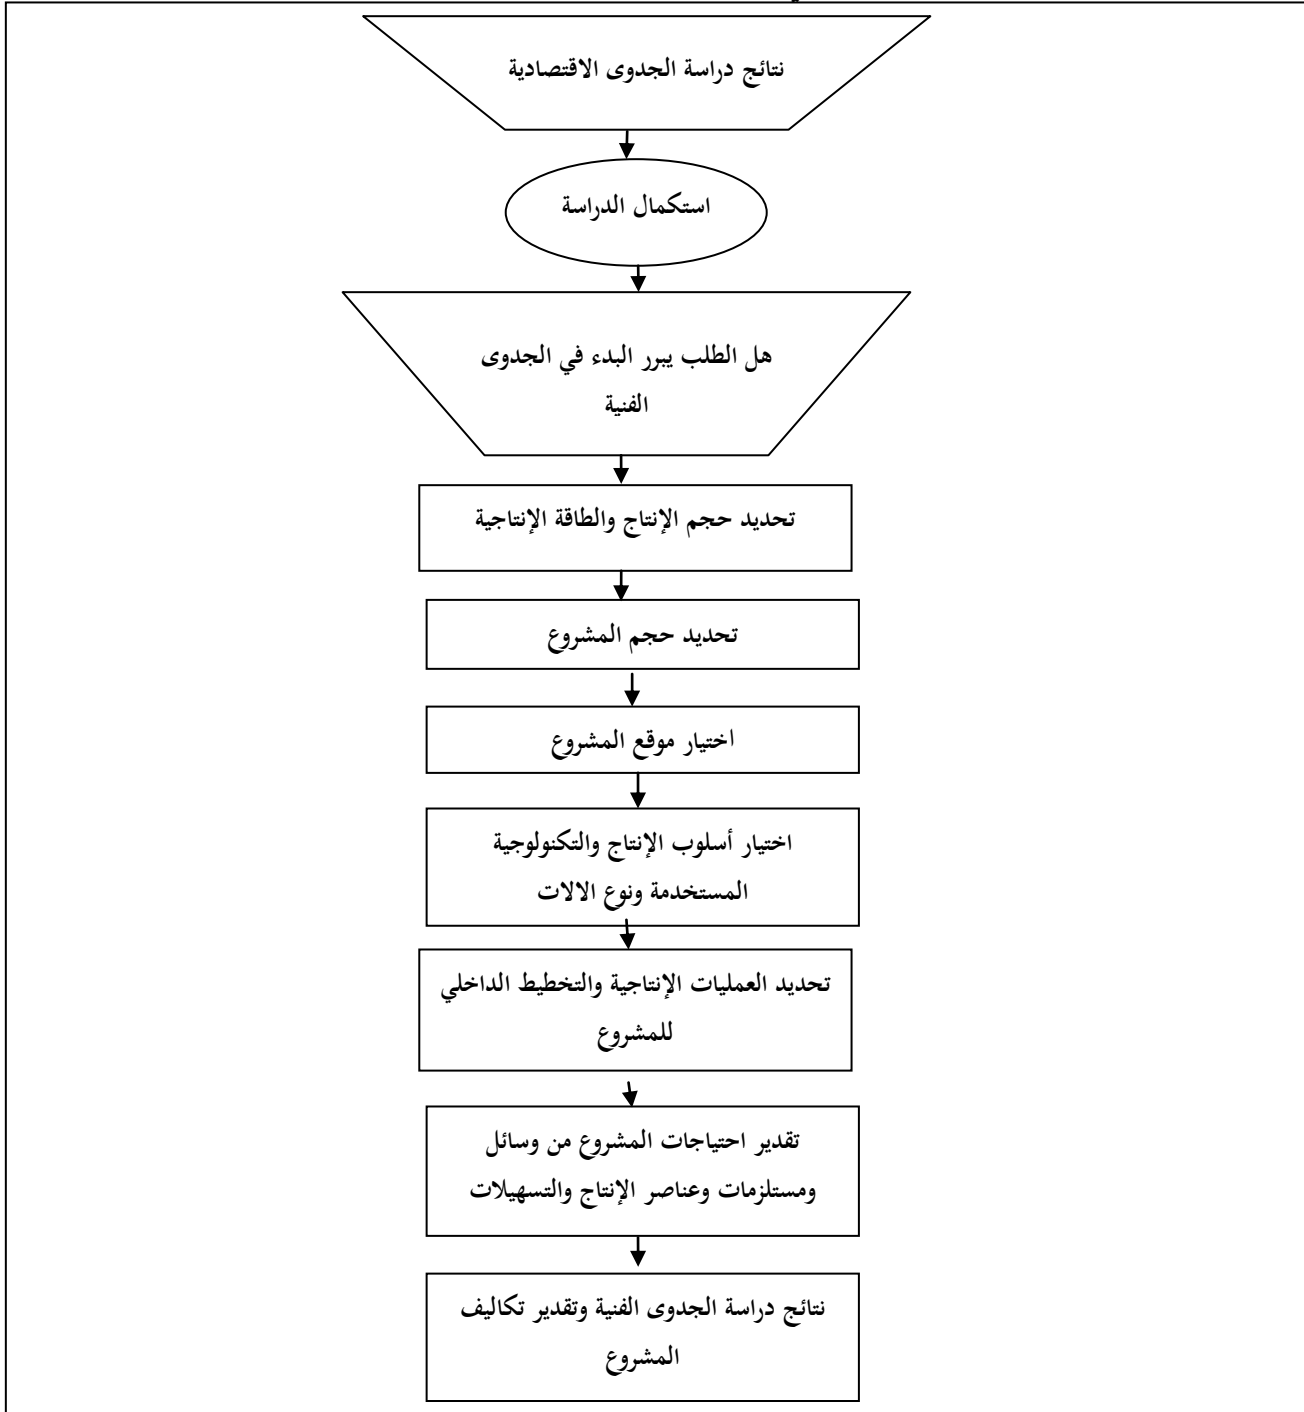 نتائج دراسة الجدوى الاقتصادية
استكمال الدراسة
هل الطلب يبرر البدء في الجدوى
الفنية
تحديد حجم الإنتاج والطاقة الإنتاجية
تحديد حجم المشروع
اختيار موقع المشروع
اختيار أسلوب الإنتاج والتكنولوجية
المستخدمة ونوع الالات
تحديد العمليات الإنتاجية والتخطيط الداخلي
للمشروع
تقدير احتياجات المشروع من وسائل
ومستلزمات وعناصر الإنتاج والتسهيلات
نتائج دراسة الجدوى الفنية وتقدير تكاليف
المشروع